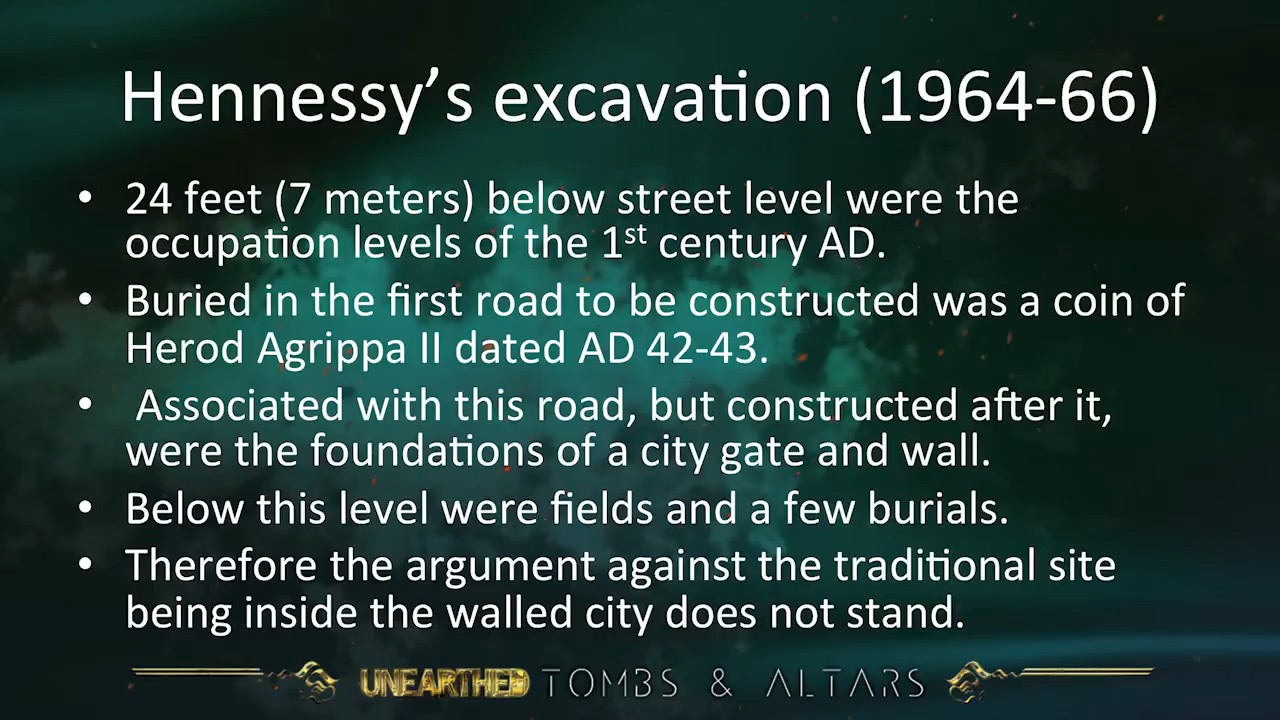 Hennessy’s excavation (1964-66)
• 24 feet (7 meters) below street level were the
occupation levels of the 1st century AD.
• Buried in the first road to be constructed was a coin of
Herod Agrippa II dated AD 42-43.
• Associated with this road, but constructed after it,
were the foundations of a city gate and wall.
• Below this level were fields and a few burials.
• Therefore the argument against the traditional site
being inside the walled city does not stand.
UNEARTHED TOMBS & ALTARS